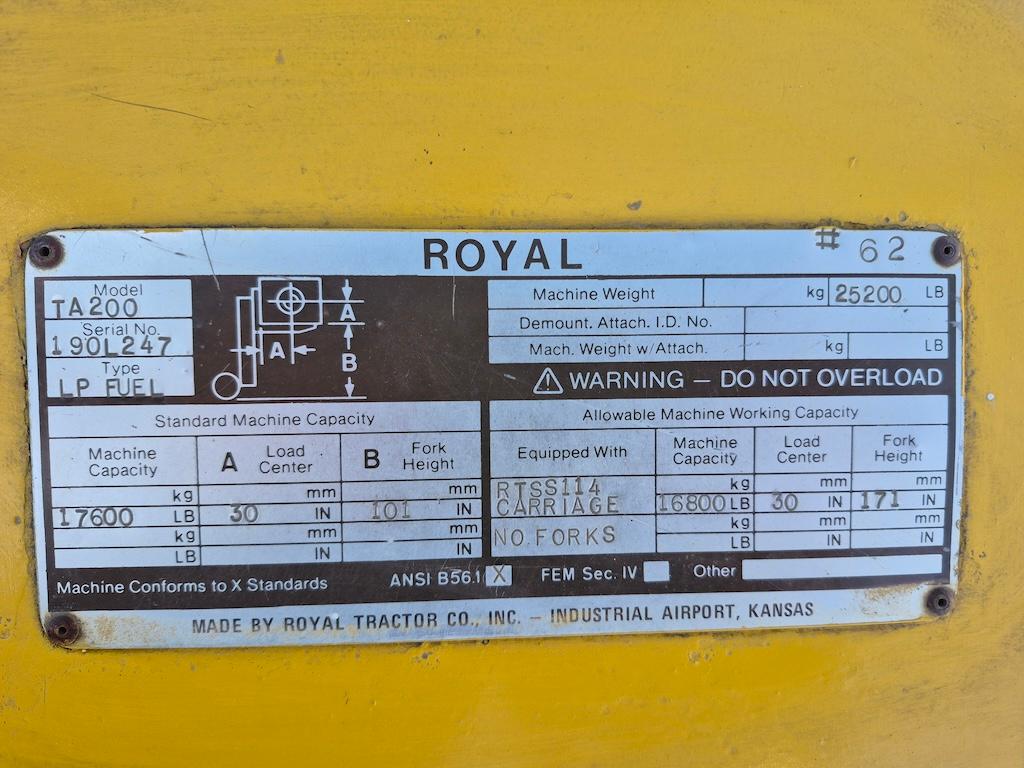 ROYAL # 62
Model
TA200
Serial No.
190L247
Type
LP FUEL
A
A
B
Machine Weight kg 25200 LB
Demount. Attach. I.D. No.
Mach. Weight w/Attach. kg LB
⚠ WARNING – DO NOT OVERLOAD
Standard Machine Capacity
Machine Capacity A Load Center B Fork Height
kg mm mm
17600 LB 30 IN 101 IN
kg mm mm
LB IN IN
Allowable Machine Working Capacity
Equipped With Machine Capacity Load Center Fork Height
RTSS114 kg mm mm
CARRIAGE 16800 LB 30 IN 171 IN
NO FORKS kg mm mm
LB IN IN
Machine Conforms to X Standards ANSI B56.1 X FEM Sec. IV Other
MADE BY ROYAL TRACTOR CO., INC. – INDUSTRIAL AIRPORT, KANSAS